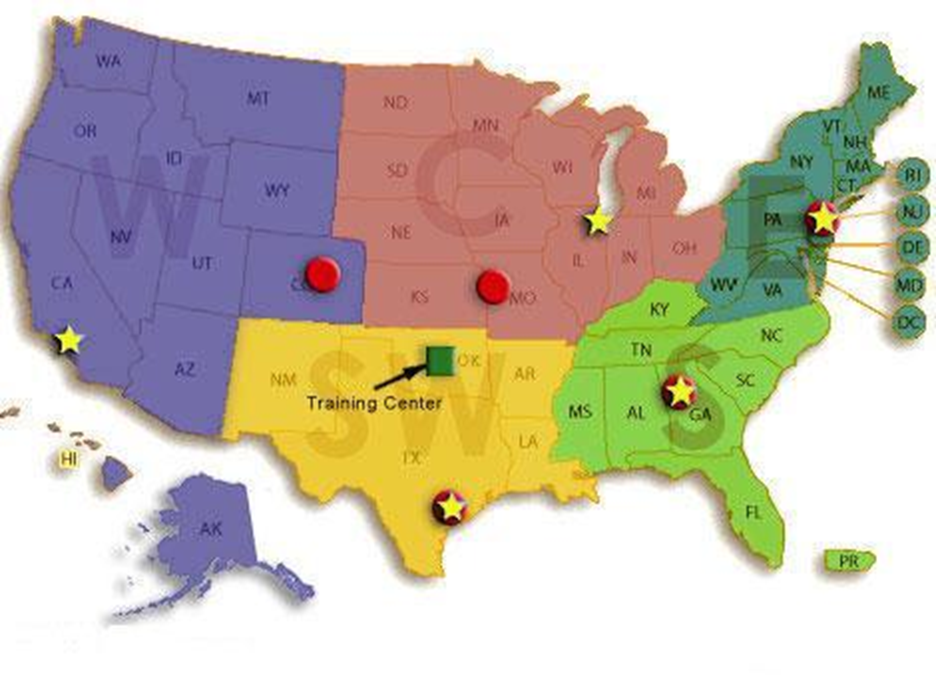 WA
MT
ND
MN
ME
OR
VT
NH
ID
NY
MA
WI
SD
MI
CT
RI
W
C
E
WY
IA
NJ
NE
PA
NV
OH
DE
UT
IL
IN
CA
KS
MO
WV
VA
MD
KY
DC
NC
TN
OK
AZ
NM
AR
SC
SW
S
Training Center
MS
AL
GA
LA
TX
HI
FL
AK
PR